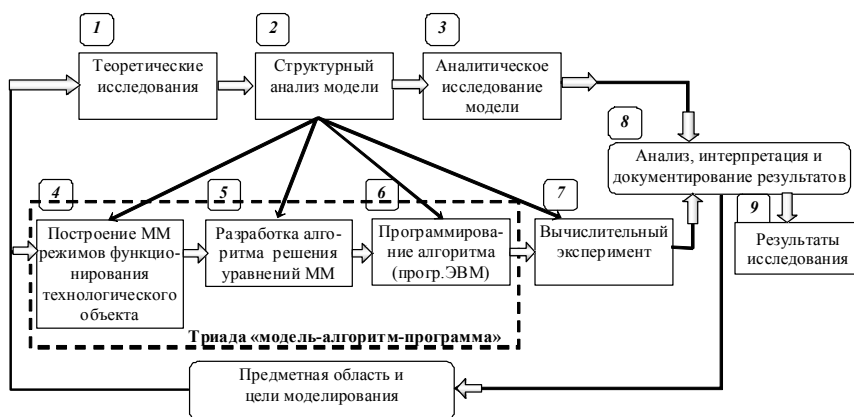 1
2
3
Теоретические
исследования
Структурный
анализ модели
Аналитическое
исследование
модели
8
Анализ, интерпретация и
документирование результатов
4
5
6
7
9
Построение ММ
режимов функцио-
нирования
технологического
объекта
Разработка алго-
ритма решения
уравнений ММ
Программирова-
ние алгоритма
(прогр.ЭВМ)
Вычислительный
эксперимент
Результаты
исследования
Триада «модель-алгоритм-программа»
Предметная область и
цели моделирования